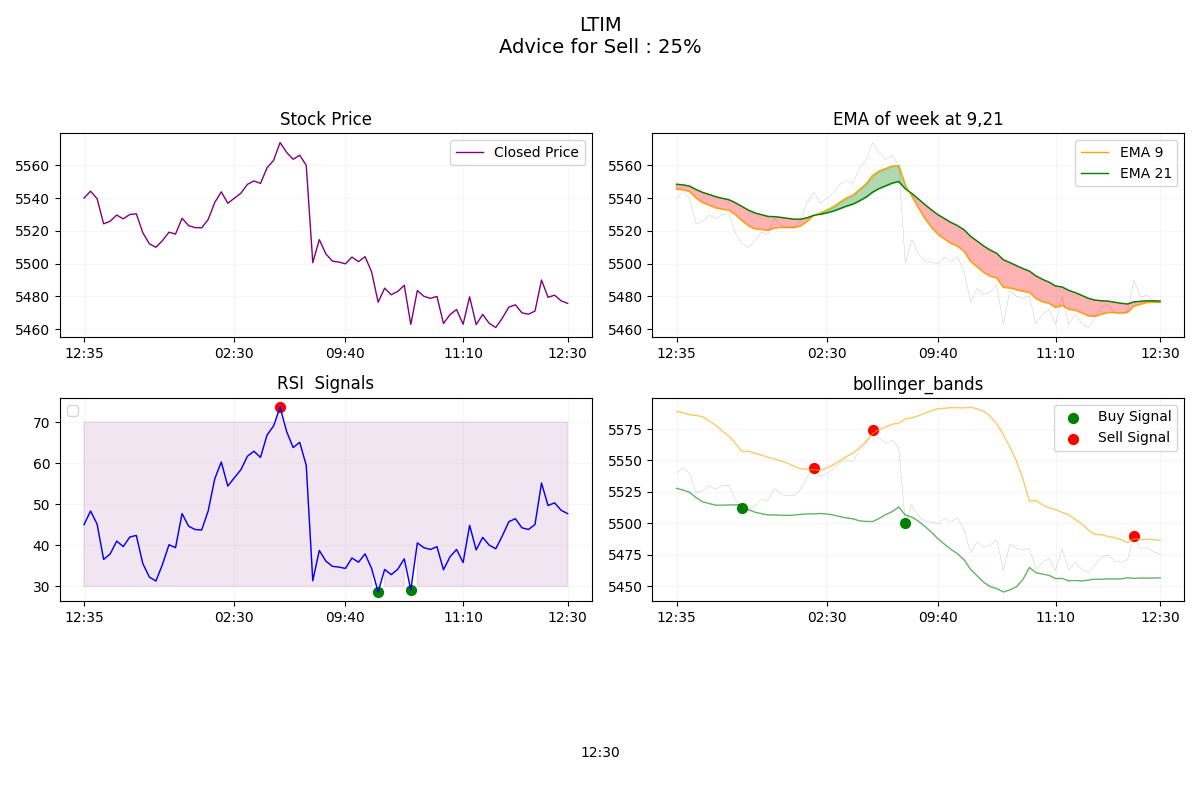 LTIM
Advice for Sell : 25%
Stock Price
Closed Price
5560
5540
5520
5500
5480
5460
12:35 02:30 09:40 11:10 12:30
EMA of week at 9,21
EMA 9
EMA 21
5560
5540
5520
5500
5480
5460
12:35 02:30 09:40 11:10 12:30
RSI  Signals
70
60
50
40
30
12:35 02:30 09:40 11:10 12:30
bollinger_bands
Buy Signal
Sell Signal
5575
5550
5525
5500
5475
5450
12:35 02:30 09:40 11:10 12:30
12:30